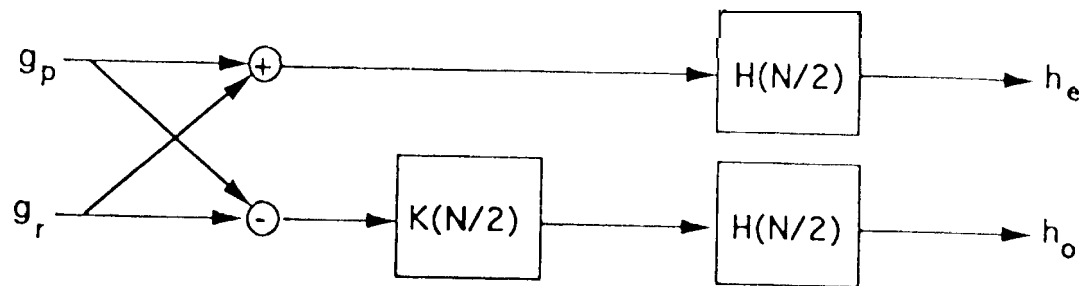 g_p
+
H(N/2)
h_e
g_r
-
K(N/2)
H(N/2)
h_o